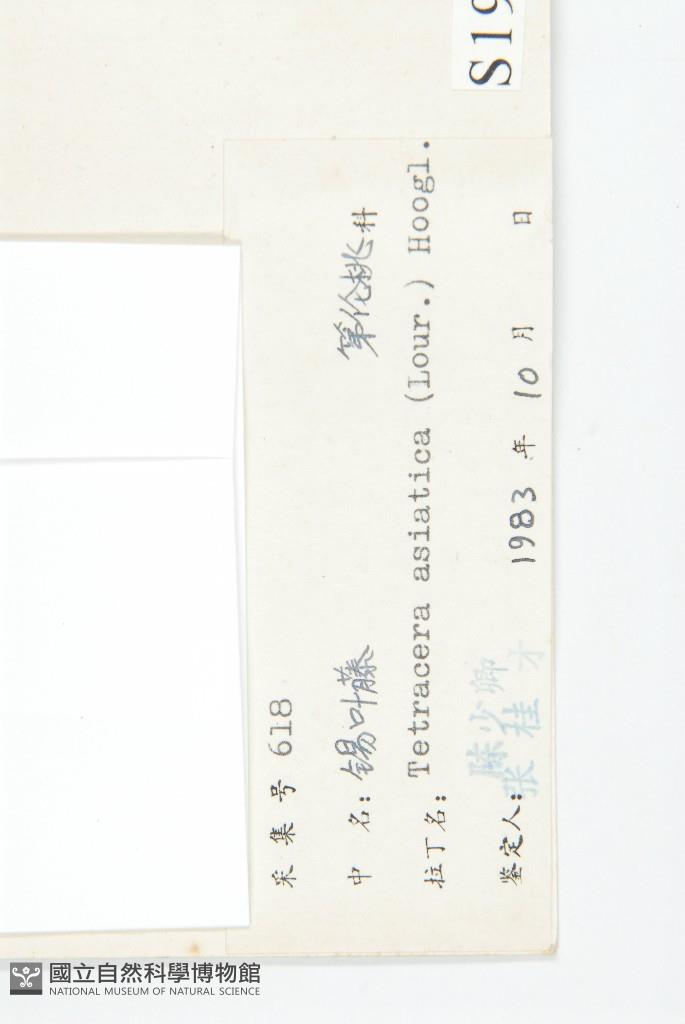 S19
采集号 618
中 名: 锡叶藤 第伦桃科
拉丁名: Tetracera asiatica (Lour.) Hoogl.
鉴定人: 陈少卿 张桂才 1983 年 10 月 日
國立自然科學博物館
NATIONAL MUSEUM OF NATURAL SCIENCE